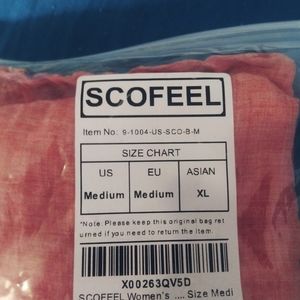 SCOFEEL
Item No: 9-1004-US-SCO-B-M
SIZE CHART
US EU ASIAN
Medium Medium XL
*Note: Please keep this original bag ret
urned if you need to return the item.
X00263QV5D
SCOFEEL Women's .... Size Medi